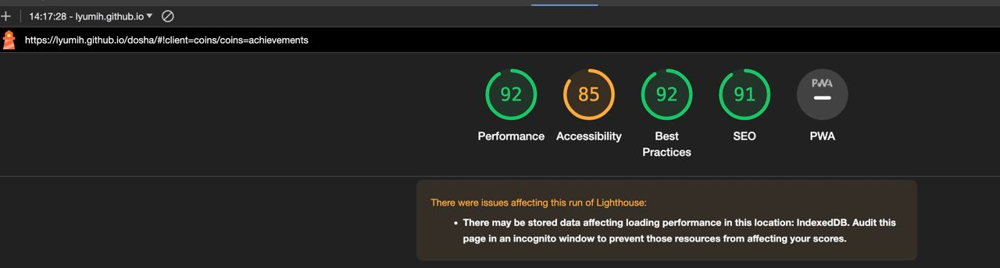 14:17:28 - lyumih.github.io
https://lyumih.github.io/dosha/#!client=coins/coins=achievements
92 85 92 91 PWA
Performance Accessibility Best Practices SEO PWA
There were issues affecting this run of Lighthouse:
• There may be stored data affecting loading performance in this location: IndexedDB. Audit this
page in an incognito window to prevent those resources from affecting your scores.